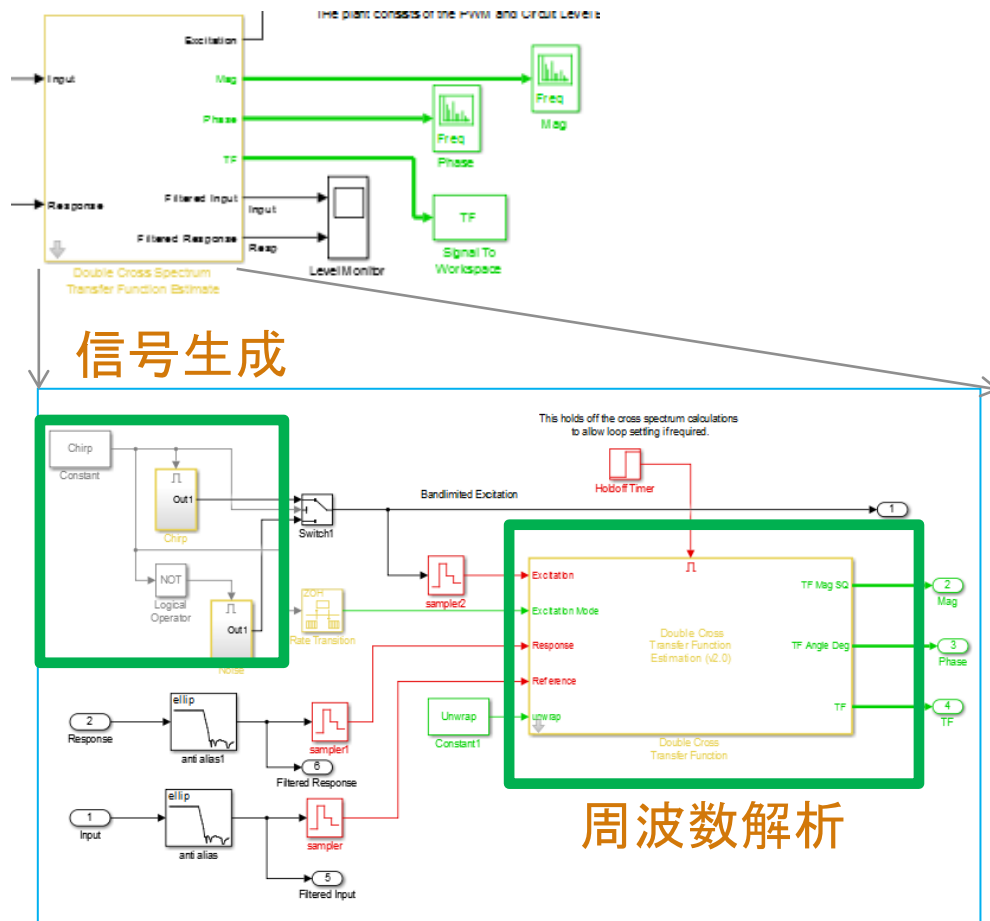 The plant consists of the PWM and Circuit Level E
Excitation
Input
Mag
Freq
Mag
Phase
Freq
Phase
TF
TF
Signal To
Workspace
Response
Filtered Input
Input
Filtered Response
Resp
Level Monitor
Double Cross Spectrum
Transfer Function Estimate
信号生成
This holds off the cross spectrum calculations
to allow loop settling if required.
Chirp
Constant
Out1
Chirp
Switch1
Bandlimited Excitation
Holdoff Timer
1
NOT
Logical
Operator
Out1
Noise
ZOH
Rate Transition
sampler2
Excitation
Excitation Mode
Response
Reference
unwrap
Double Cross
Transfer Function
Estimation (v2.0)
TF Mag SQ
TF Angle Deg
TF
2
Mag
3
Phase
4
TF
Unwrap
Constant1
Double Cross
Transfer Function
2
Response
ellip
anti alias1
sampler1
6
Filtered Response
1
Input
ellip
anti alias
sampler
5
Filtered Input
周波数解析